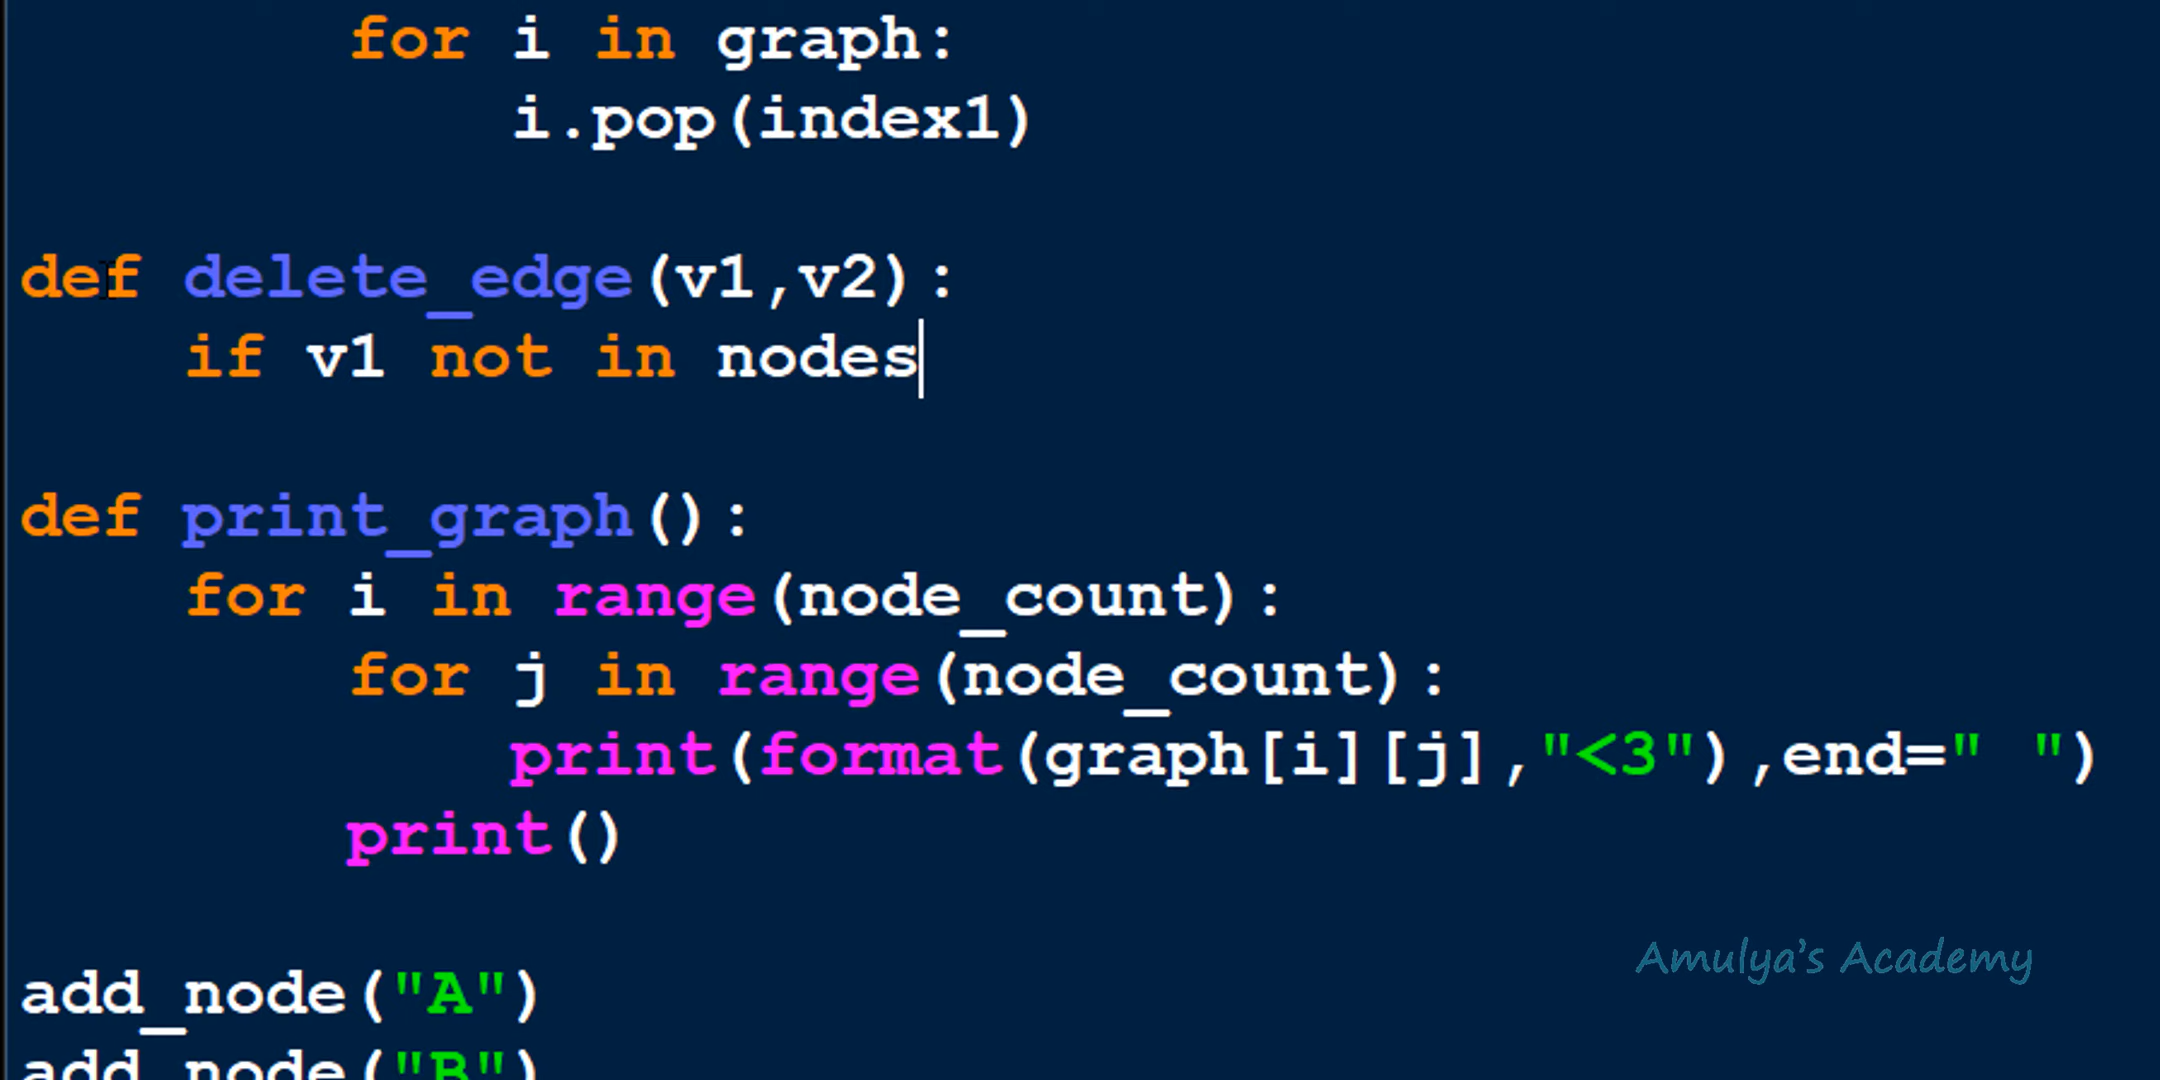 for i in graph:
i.pop(index1)
def delete_edge(v1,v2):
if v1 not in nodes
def print_graph():
for i in range(node_count):
for j in range(node_count):
print(format(graph[i][j],"<3"),end=" ")
print()
Amulya's Academy
add_node("A")
add_node("B")